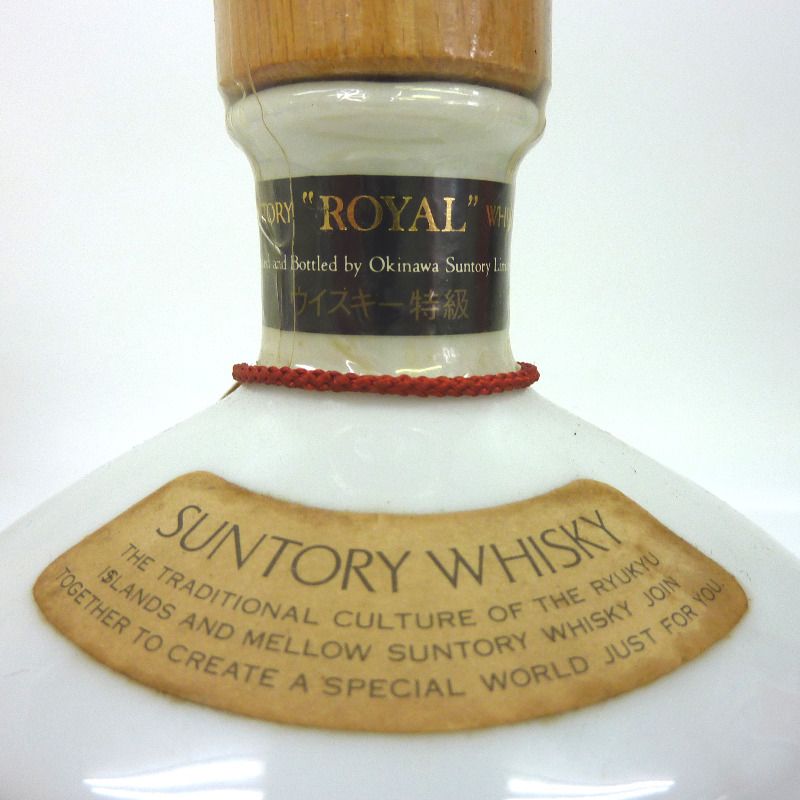 "ROYAL"
and Bottled by Okinawa Suntory
ウイスキー特級
SUNTORY WHISKY
THE TRADITIONAL CULTURE OF THE RYUKYU
ISLANDS AND MELLOW SUNTORY WHISKY JOIN
TOGETHER TO CREATE A SPECIAL WORLD JUST FOR YOU.